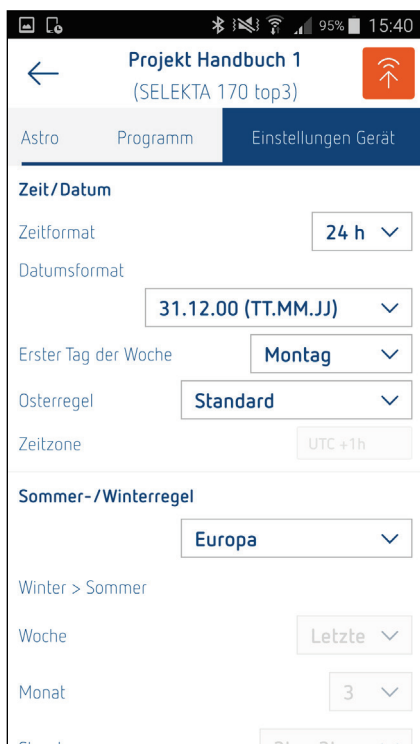 95% 15:40
Projekt Handbuch 1
(SELEKTA 170 top3)
Astro Programm Einstellungen Gerät
Zeit/Datum
Zeitformat 24 h
Datumsformat
31.12.00 (TT.MM.JJ)
Erster Tag der Woche Montag
Osterregel Standard
Zeitzone UTC +1h
Sommer-/Winterregel
Europa
Winter > Sommer
Woche Letzte
Monat 3